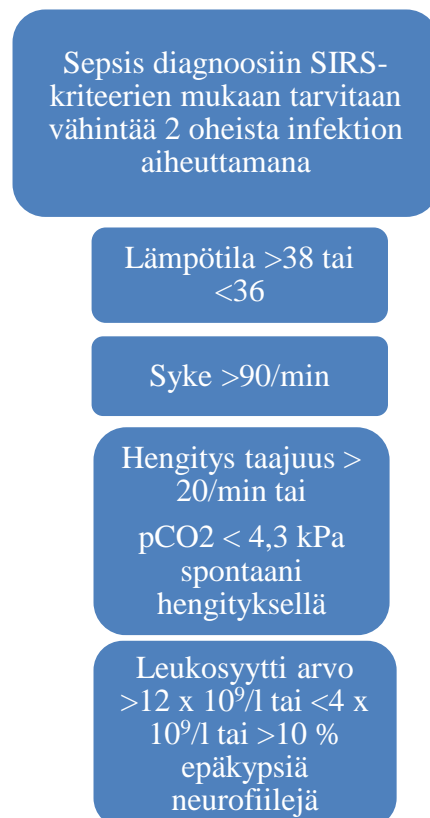 Sepsis diagnoosiin SIRS-
kriteerien mukaan tarvitaan
vähintää 2 oheista infektion
aiheuttamana
Lämpötila >38 tai
<36
Syke >90/min
Hengitys taajuus >
20/min tai
pCO2 < 4,3 kPa
spontaani
hengityksellä
Leukosyytti arvo
>12 x 10⁹/l tai <4 x
10⁹/l tai >10 %
epäkypsiä
neurofiilejä